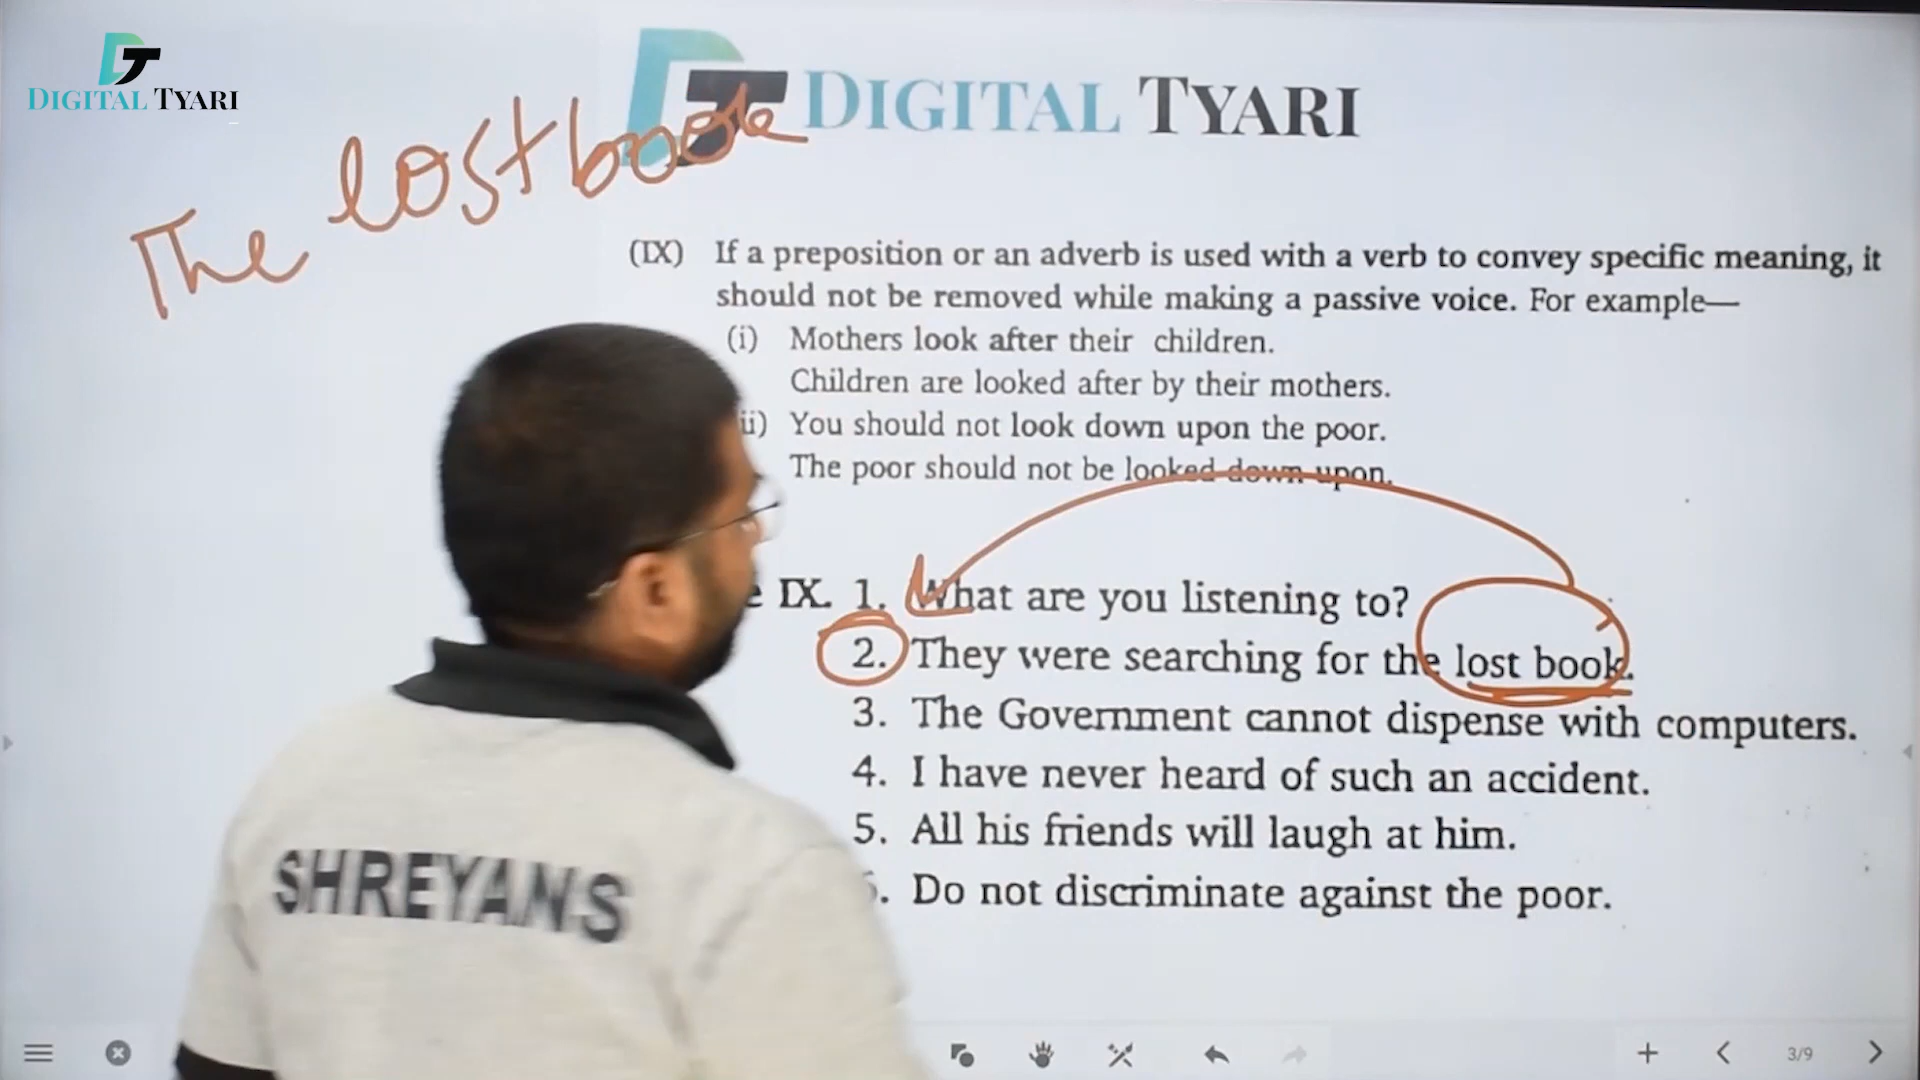 DIGITAL TYARI
DIGITAL TYARI
The lost book
(IX) If a preposition or an adverb is used with a verb to convey specific meaning, it
should not be removed while making a passive voice. For example—
(i) Mothers look after their children.
Children are looked after by their mothers.
ii) You should not look down upon the poor.
The poor should not be looked down upon.
e IX. 1. What are you listening to?
2. They were searching for the lost book.
3. The Government cannot dispense with computers.
4. I have never heard of such an accident.
5. All his friends will laugh at him.
. Do not discriminate against the poor.
SHREYANS
3/9